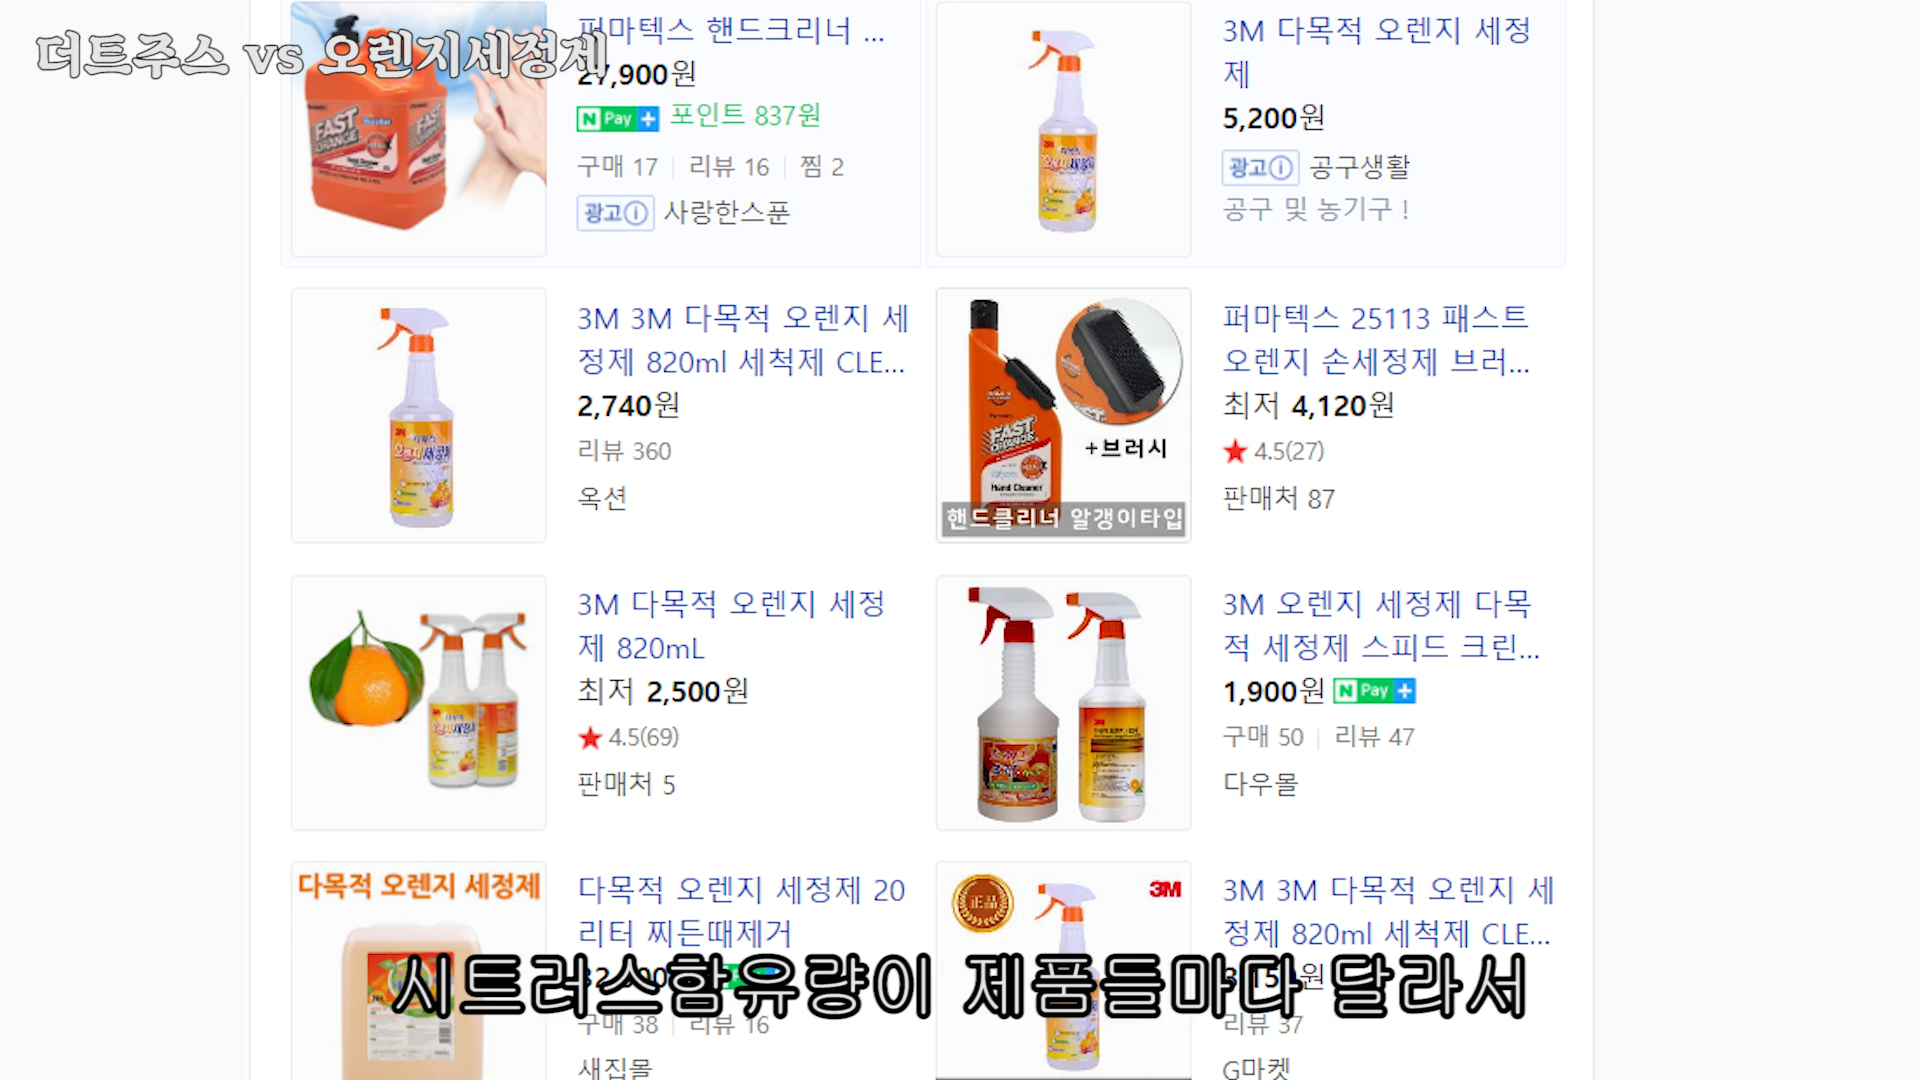 더트주스 vs 오렌지세정제
퍼마텍스 핸드크리너 ...
27,900원
N Pay + 포인트 837원
구매 17 | 리뷰 16 | 찜 2
광고 사랑한스푼
FAST ORANGE
3M 다목적 오렌지 세정
제
5,200원
광고 공구생활
공구 및 농기구 !
3M 3M 다목적 오렌지 세
정제 820ml 세척제 CLE...
2,740원
리뷰 360
옥션
퍼마텍스 25113 패스트
오렌지 손세정제 브러...
최저 4,120원
4.5(27)
판매처 87
FAST ORANGE
Hand Cleaner
+브러시
핸드클리너 알갱이타입
3M 다목적 오렌지 세정
제 820mL
최저 2,500원
4.5(69)
판매처 5
3M 오렌지 세정제 다목
적 세정제 스피드 크린...
1,900원 N Pay +
구매 50 | 리뷰 47
다우몰
다목적 오렌지 세정제
다목적 오렌지 세정제 20
리터 찌든때제거
구매 38 | 리뷰 16
새집몰
正品
3M
3M 3M 다목적 오렌지 세
정제 820ml 세척제 CLE...
3,150원
리뷰 37
G마켓
시트러스함유량이 제품들마다 달라서